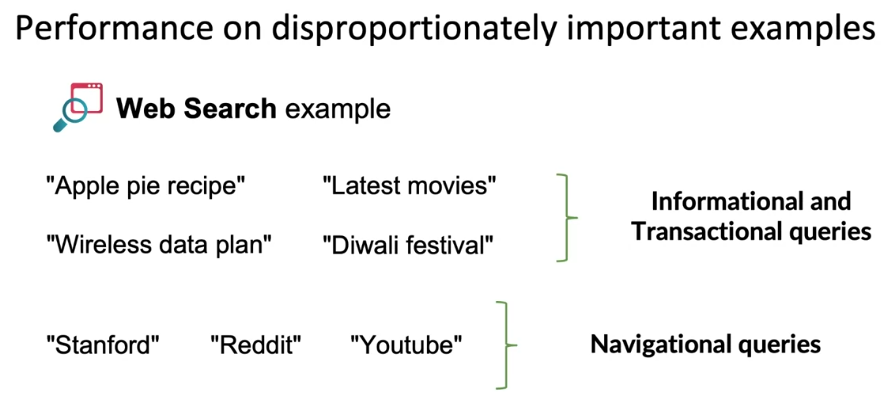 Performance on disproportionately important examples
Web Search example
"Apple pie recipe" "Latest movies"
"Wireless data plan" "Diwali festival"
Informational and
Transactional queries
"Stanford" "Reddit" "Youtube"
Navigational queries